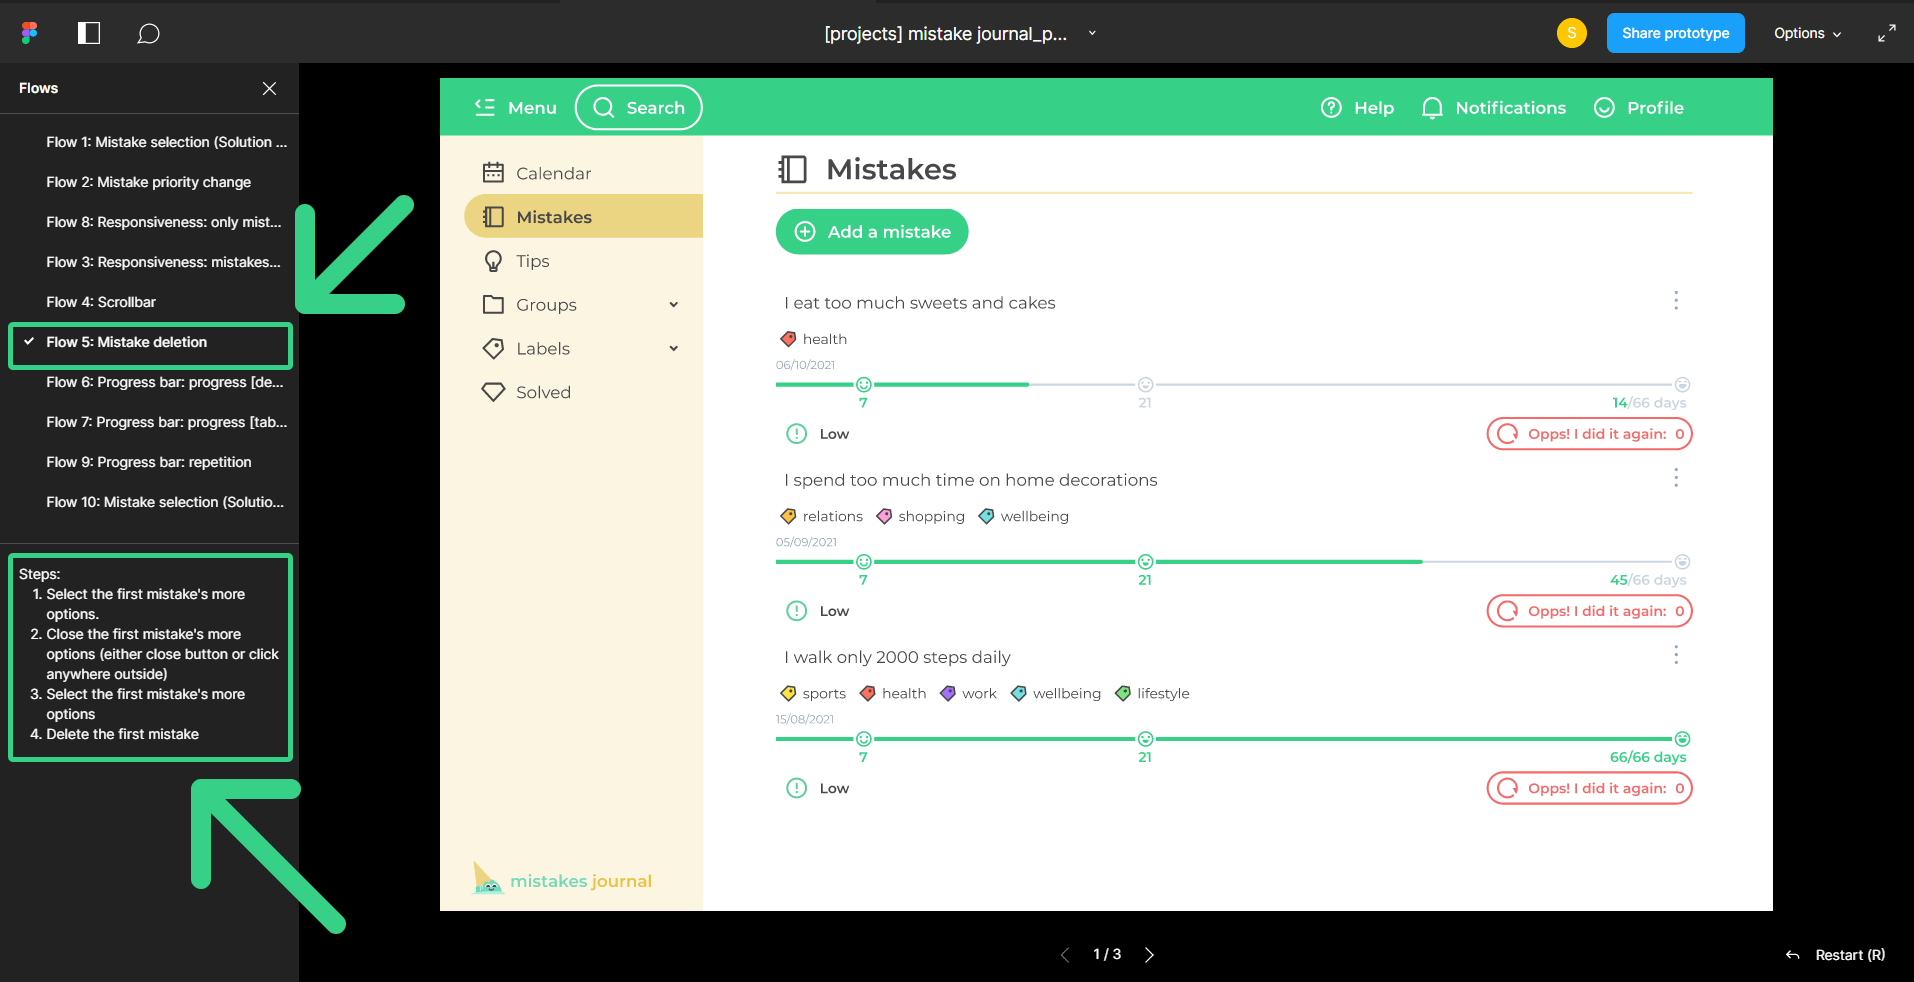 [projects] mistake journal_p...
S
Share prototype
Options
Flows
Flow 1: Mistake selection (Solution ...
Flow 2: Mistake priority change
Flow 8: Responsiveness: only mist...
Flow 3: Responsiveness: mistakes...
Flow 4: Scrollbar
Flow 5: Mistake deletion
Flow 6: Progress bar: progress [de...
Flow 7: Progress bar: progress [tab...
Flow 9: Progress bar: repetition
Flow 10: Mistake selection (Solutio...
Steps:
1. Select the first mistake's more
options.
2. Close the first mistake's more
options (either close button or click
anywhere outside)
3. Select the first mistake's more
options
4. Delete the first mistake
Menu
Search
Help
Notifications
Profile
Calendar
Mistakes
Tips
Groups
Labels
Solved
mistakes journal
Mistakes
Add a mistake
I eat too much sweets and cakes
health
06/10/2021
7 21 14/66 days
Low
Opps! I did it again: 0
I spend too much time on home decorations
relations shopping wellbeing
05/09/2021
7 21 45/66 days
Low
Opps! I did it again: 0
I walk only 2000 steps daily
sports health work wellbeing lifestyle
15/08/2021
7 21 66/66 days
Low
Opps! I did it again: 0
1 / 3
Restart (R)